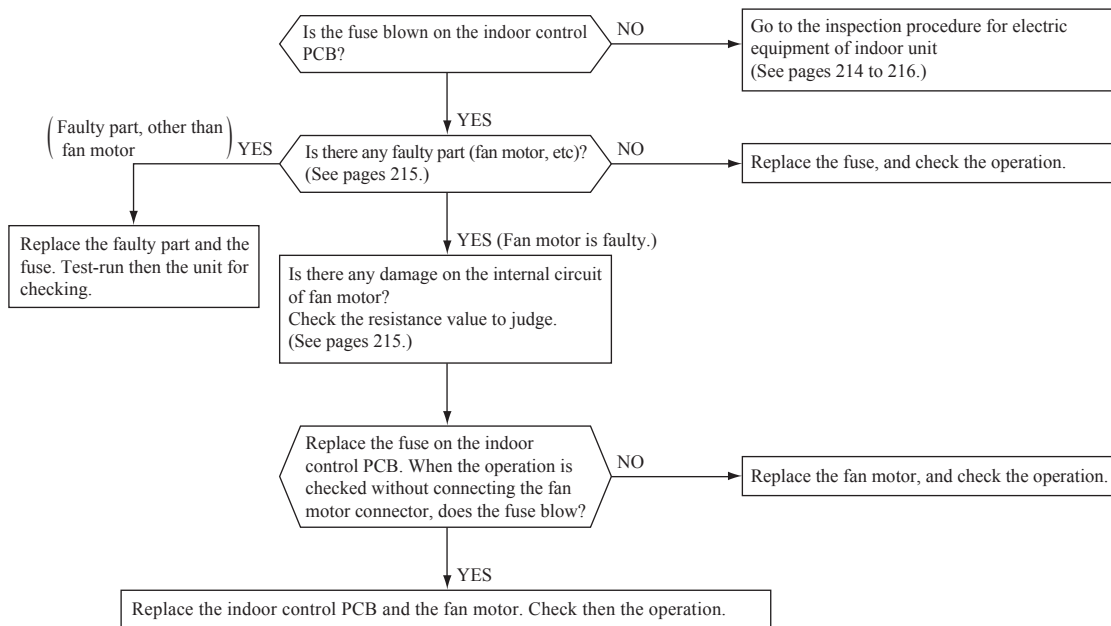 Is the fuse blown on the indoor control
PCB?
NO
Go to the inspection procedure for electric
equipment of indoor unit
(See pages 214 to 216.)
YES
(Faulty part, other than
fan motor)
YES
Is there any faulty part (fan motor, etc)?
(See pages 215.)
NO
Replace the fuse, and check the operation.
Replace the faulty part and the
fuse. Test-run then the unit for
checking.
YES (Fan motor is faulty.)
Is there any damage on the internal circuit
of fan motor?
Check the resistance value to judge.
(See pages 215.)
Replace the fuse on the indoor
control PCB. When the operation is
checked without connecting the fan
motor connector, does the fuse blow?
NO
Replace the fan motor, and check the operation.
YES
Replace the indoor control PCB and the fan motor. Check then the operation.